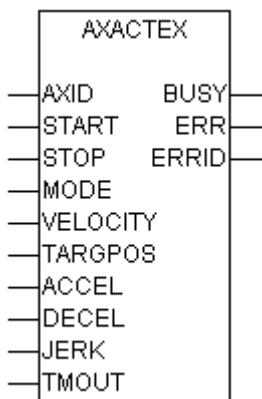 AXACTEX
AXID BUSY
START ERR
STOP ERRID
MODE
VELOCITY
TARGPOS
ACCEL
DECEL
JERK
TMOUT